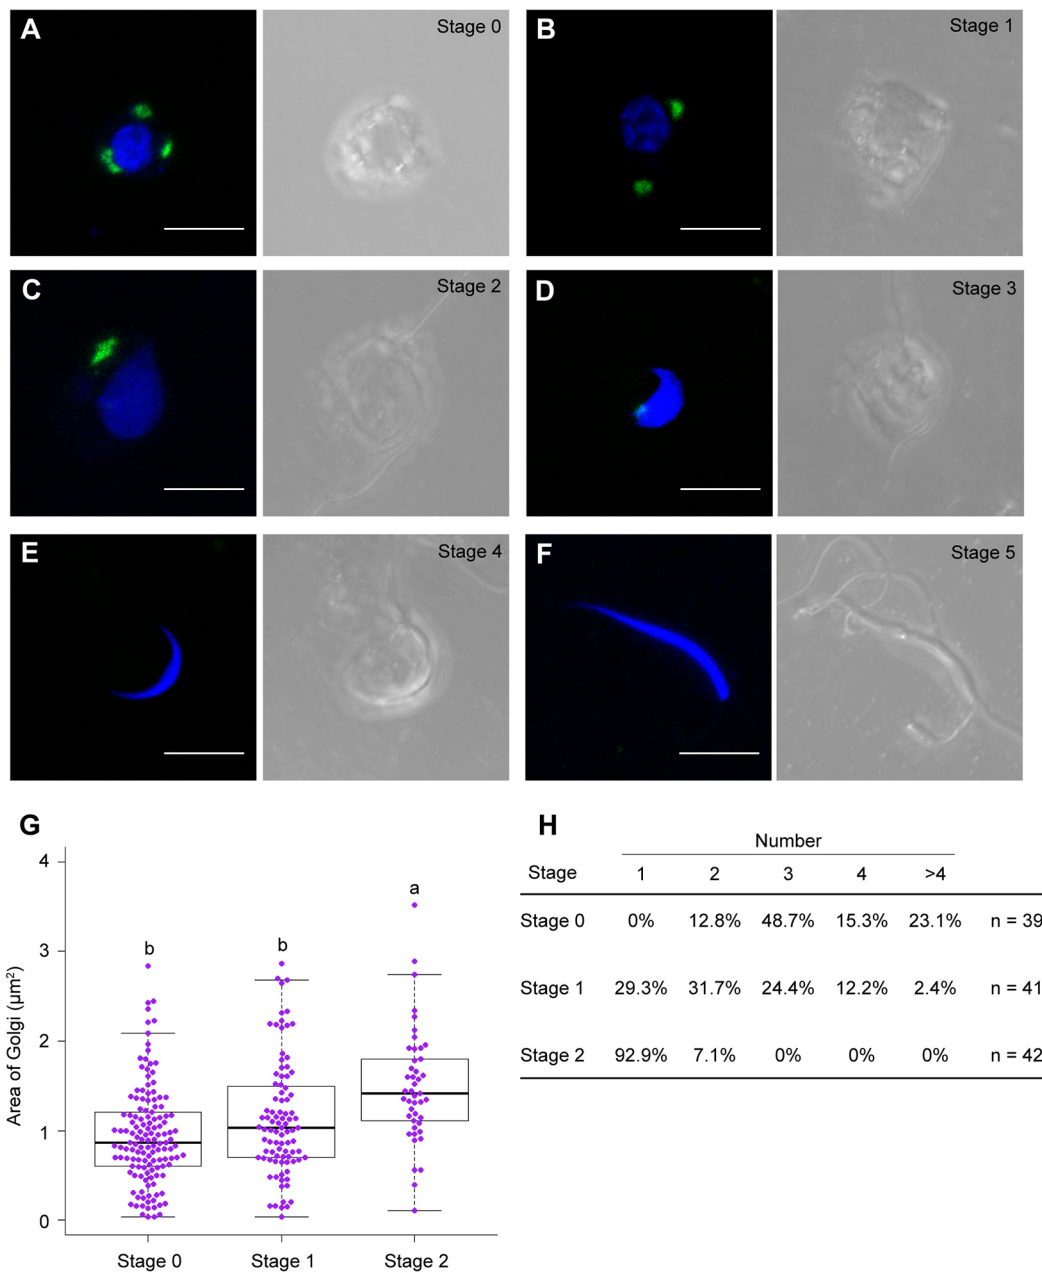 A
Stage 0
B
Stage 1
C
Stage 2
D
Stage 3
E
Stage 4
F
Stage 5
G
Area of Golgi (μm²)
4
3
2
1
0
b
b
a
Stage 0
Stage 1
Stage 2
H
Number
Stage 1 2 3 4 >4
Stage 0 0% 12.8% 48.7% 15.3% 23.1% n = 39
Stage 1 29.3% 31.7% 24.4% 12.2% 2.4% n = 41
Stage 2 92.9% 7.1% 0% 0% 0% n = 42